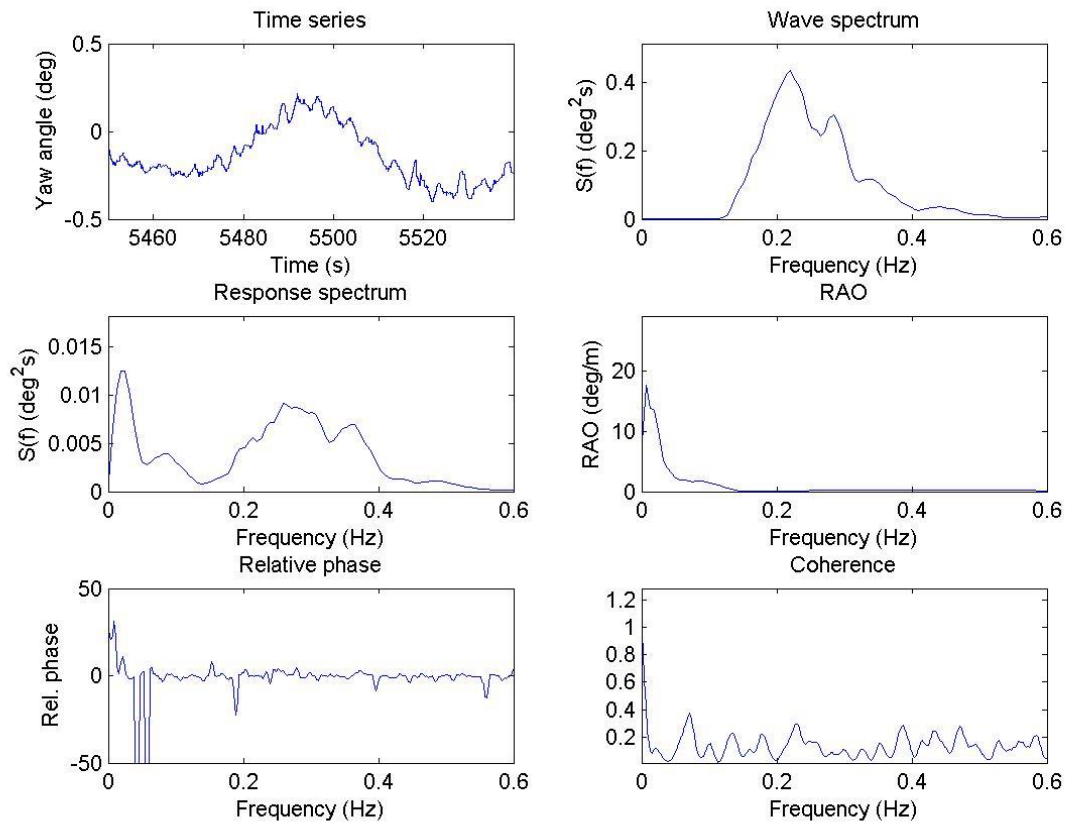 Time series
Yaw angle (deg)
0.5
0
-0.5
5460 5480 5500 5520
Time (s)
Wave spectrum
S(f) (deg²s)
0.4
0.2
0
0 0.2 0.4 0.6
Frequency (Hz)
Response spectrum
S(f) (deg²s)
0.015
0.01
0.005
0
0 0.2 0.4 0.6
Frequency (Hz)
RAO
RAO (deg/m)
20
10
0
0 0.2 0.4 0.6
Frequency (Hz)
Relative phase
Rel. phase
50
0
-50
0 0.2 0.4 0.6
Frequency (Hz)
Coherence
1.2
1
0.8
0.6
0.4
0.2
0 0.2 0.4 0.6
Frequency (Hz)